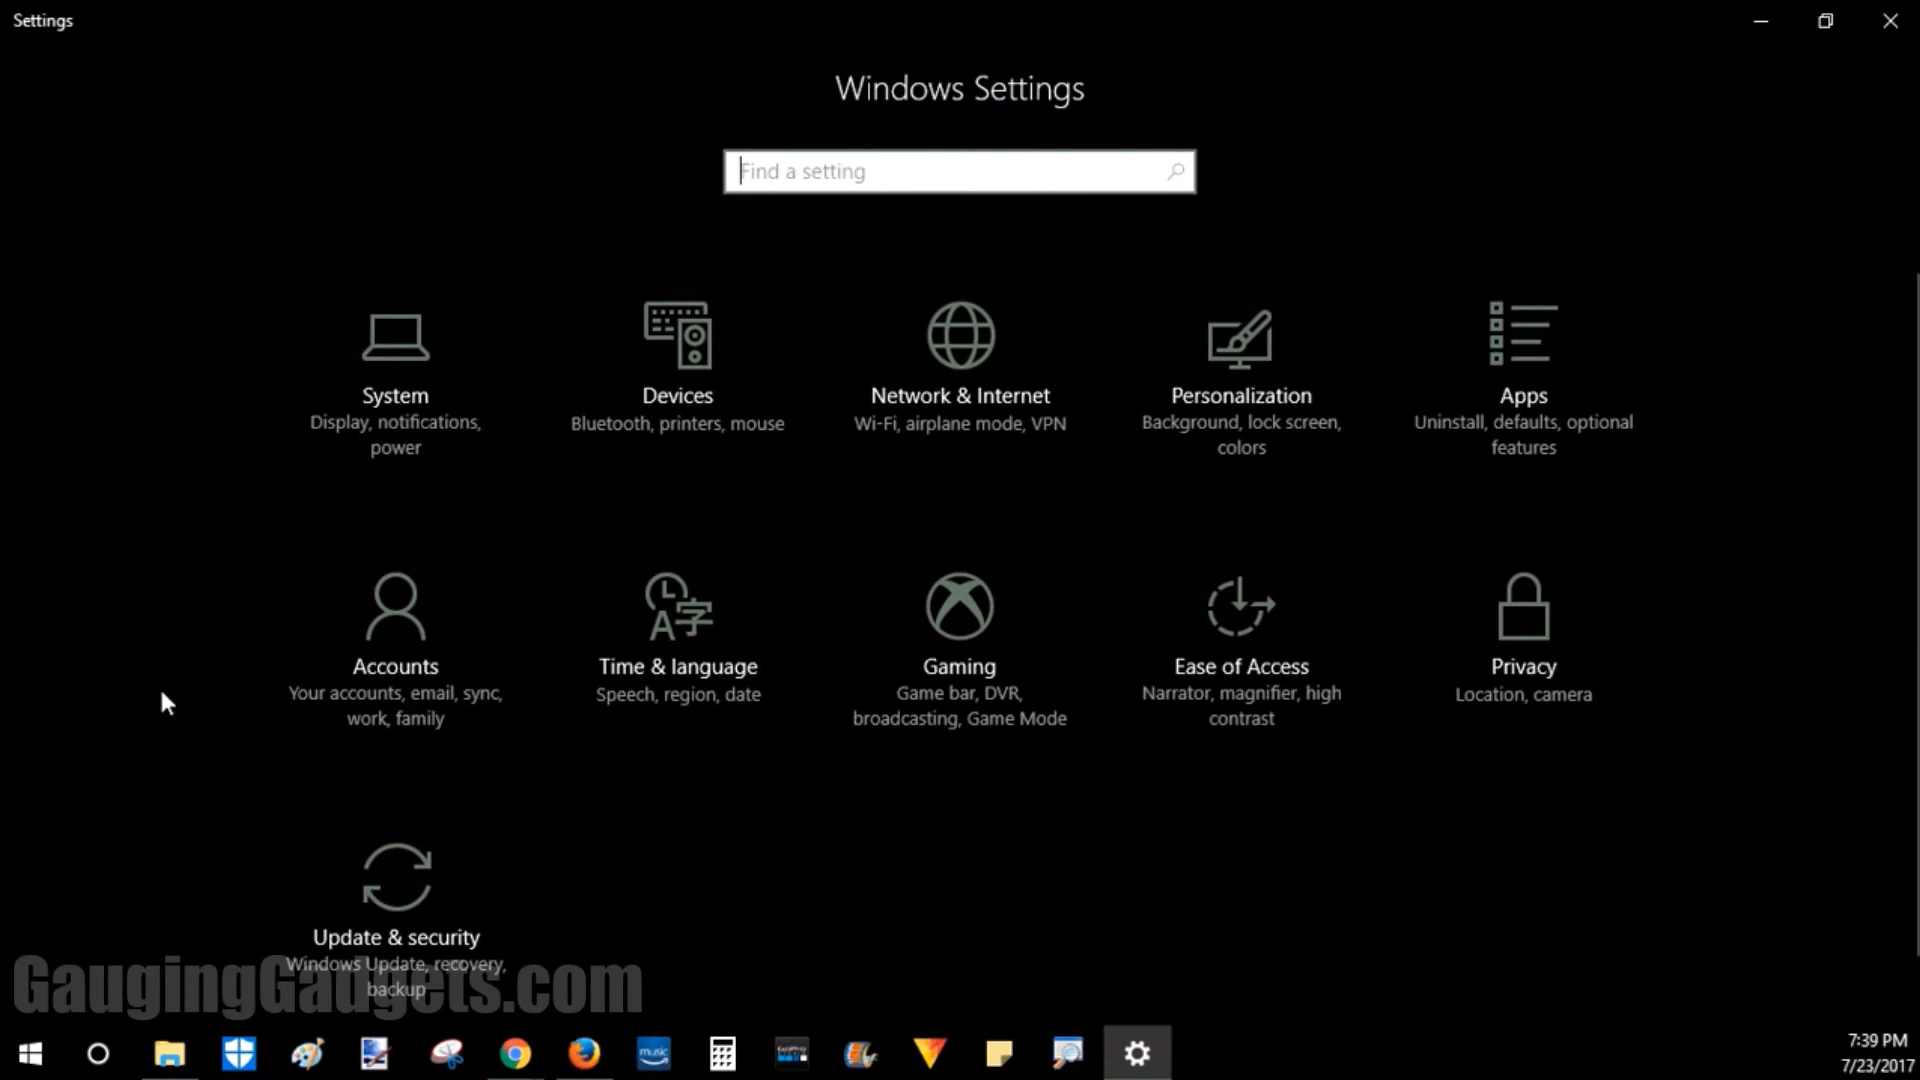 Settings
Windows Settings
Find a setting
System
Display, notifications,
power
Devices
Bluetooth, printers, mouse
Network & Internet
Wi-Fi, airplane mode, VPN
Personalization
Background, lock screen,
colors
Apps
Uninstall, defaults, optional
features
Accounts
Your accounts, email, sync,
work, family
Time & language
Speech, region, date
Gaming
Game bar, DVR,
broadcasting, Game Mode
Ease of Access
Narrator, magnifier, high
contrast
Privacy
Location, camera
Update & security
Windows Update, recovery,
backup
GaugingGadgets.com
music
7:39 PM
7/23/2017